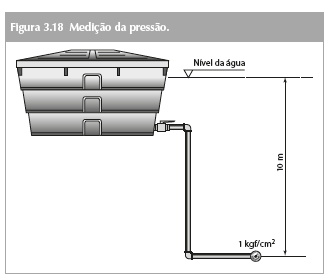 Figura 3.18 Medição da pressão.
Nível da água
10 m
1 kgf/cm²